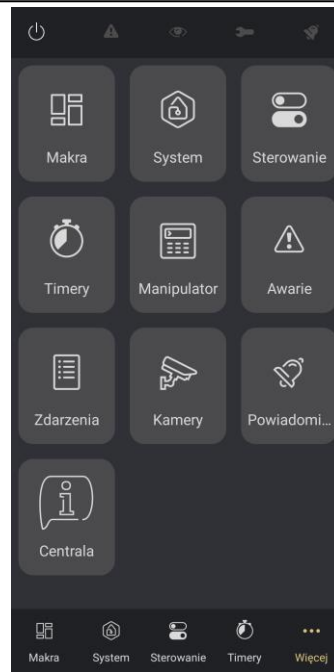 Makra
System
Sterowanie
Timery
Manipulator
Awarie
Zdarzenia
Kamery
Powiadomi...
Centrala
Makra
System
Sterowanie
Timery
Więcej